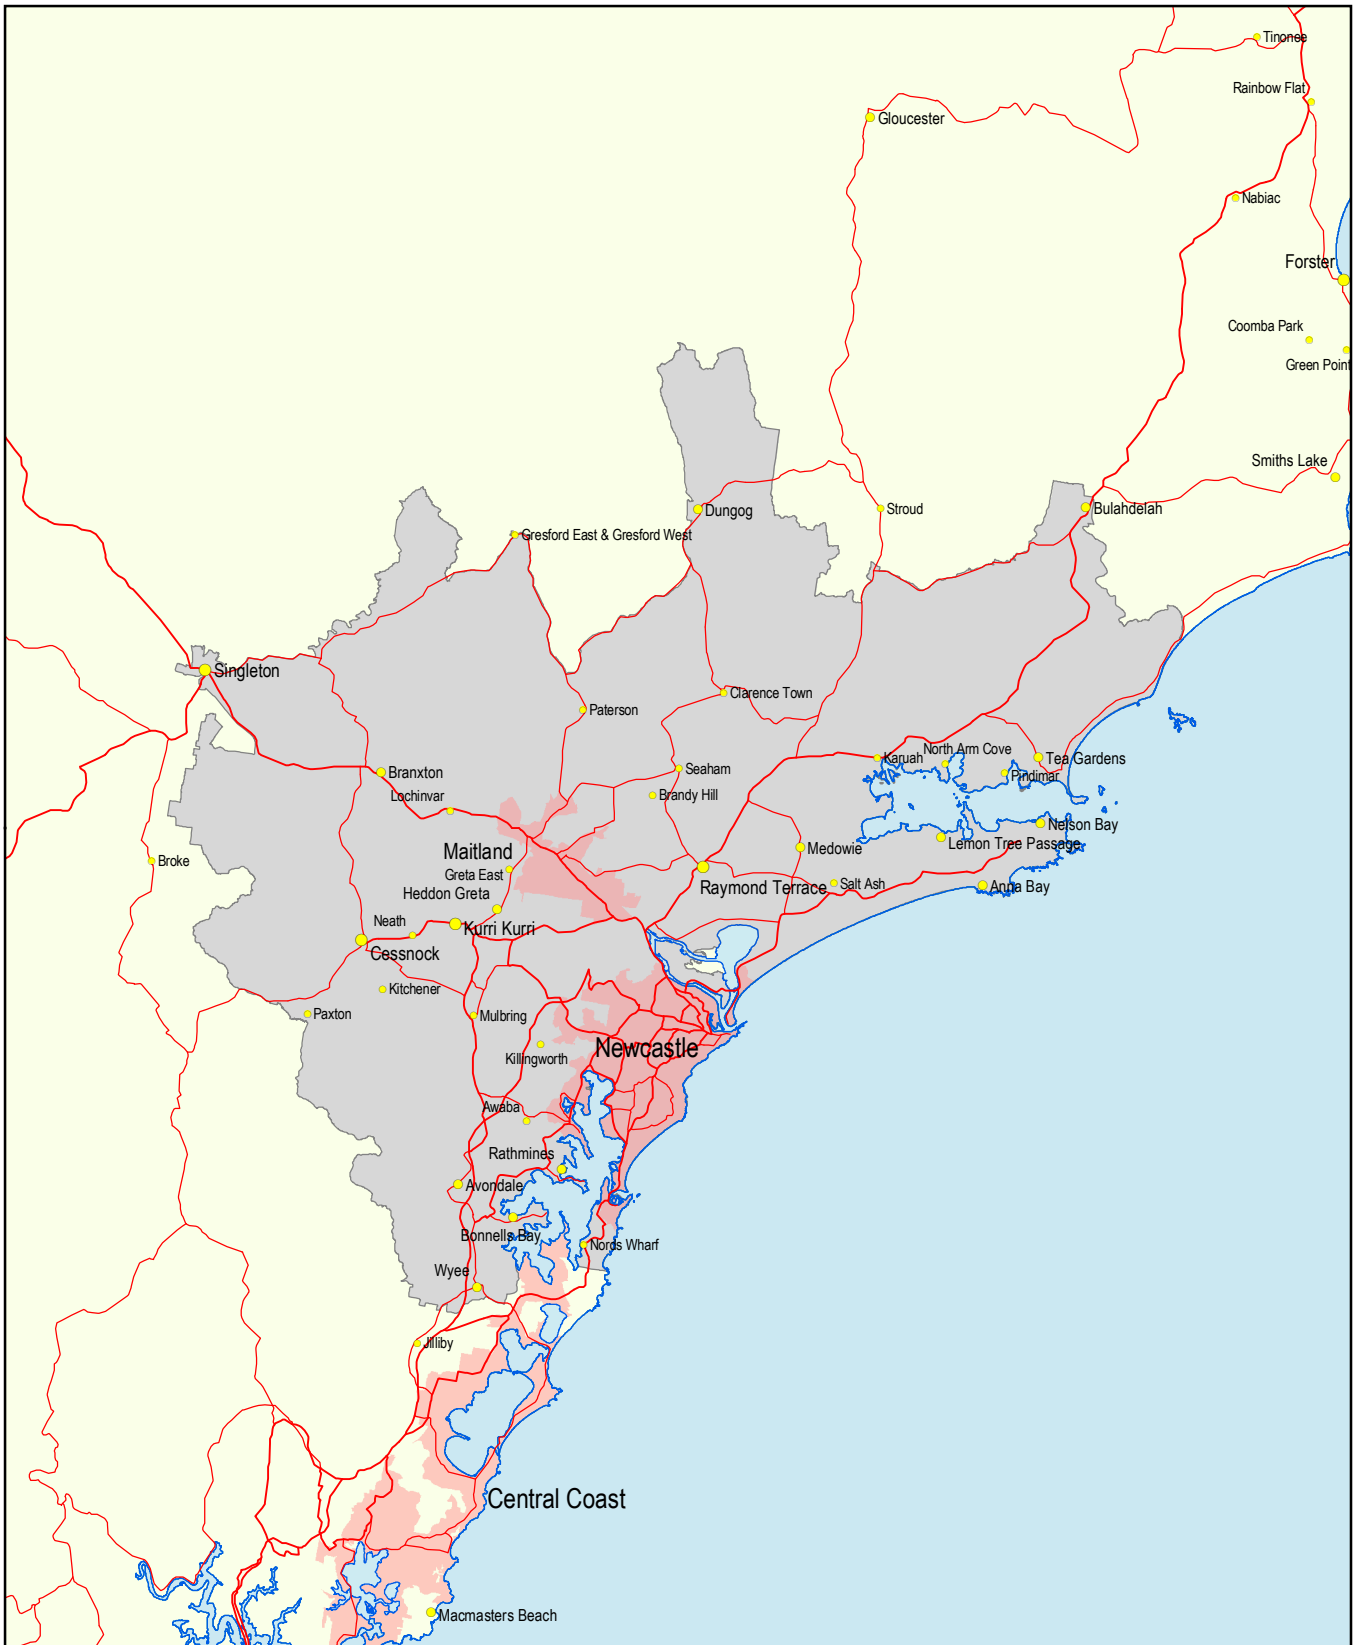 Tinonee
Rainbow Flat
Gloucester
Nabiac
Forster
Coomba Park
Green Point
Smiths Lake
Dungog
Stroud
Bulahdelah
Gresford East & Gresford West
Singleton
Clarence Town
Paterson
North Arm Cove
Karuah
Tea Gardens
Seaham
Pindimar
Branxton
Lochinvar
Brandy Hill
Nelson Bay
Lemon Tree Passage
Maitland
Medowie
Broke
Greta East
Raymond Terrace
Salt Ash
Anna Bay
Heddon Greta
Neath
Kurri Kurri
Cessnock
Kitchener
Paxton
Mulbring
Newcastle
Killingworth
Awaba
Rathmines
Avondale
Bonnells Bay
Nords Wharf
Wyee
Jilliby
Central Coast
Macmasters Beach